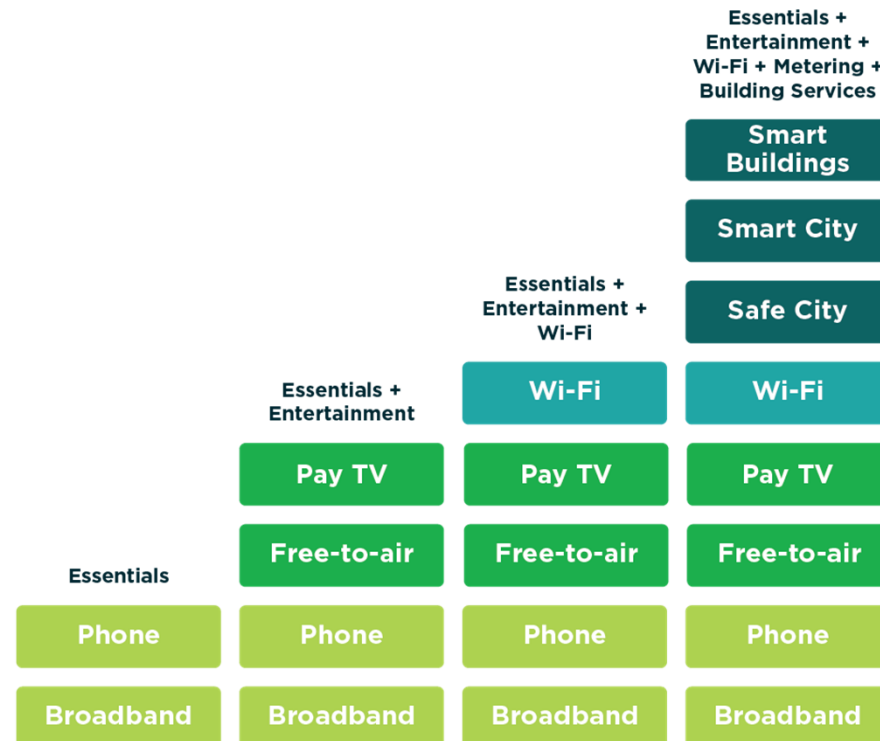 Essentials +
Entertainment +
Wi-Fi + Metering +
Building Services
Smart
Buildings
Smart City
Safe City
Essentials +
Entertainment +
Wi-Fi
Wi-Fi
Wi-Fi
Essentials +
Entertainment
Pay TV
Pay TV
Pay TV
Free-to-air
Free-to-air
Free-to-air
Essentials
Phone
Phone
Phone
Phone
Broadband
Broadband
Broadband
Broadband